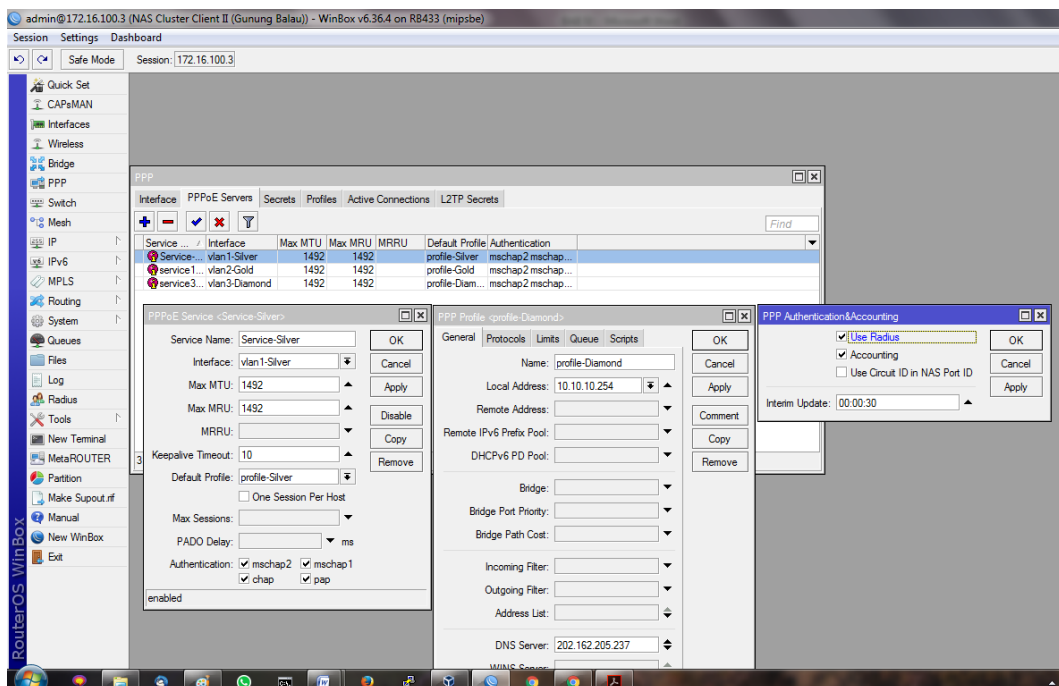 admin@172.16.100.3 (NAS Cluster Client II (Gunung Balau)) - WinBox v6.36.4 on RB433 (mipsbe)
Session Settings Dashboard
Safe Mode Session: 172.16.100.3
Quick Set
CAPsMAN
Interfaces
Wireless
Bridge
PPP
Switch
Mesh
IP
IPv6
MPLS
Routing
System
Queues
Files
Log
Radius
Tools
New Terminal
MetaROUTER
Partition
Make Supout.rif
Manual
New WinBox
Exit
RouterOS WinBox
PPP
Interface PPPoE Servers Secrets Profiles Active Connections L2TP Secrets
Find
Service ... Interface Max MTU Max MRU MRRU Default Profile Authentication
Service-... vlan1-Silver 1492 1492 profile-Silver mschap2 mschap...
service1... vlan2-Gold 1492 1492 profile-Gold mschap2 mschap...
service3... vlan3-Diamond 1492 1492 profile-Diam... mschap2 mschap...
3
PPPoE Service <Service-Silver>
Service Name: Service-Silver OK
Interface: vlan1-Silver Cancel
Max MTU: 1492 Apply
Max MRU: 1492 Disable
MRRU: Copy
Keepalive Timeout: 10 Remove
Default Profile: profile-Silver
One Session Per Host
Max Sessions:
PADO Delay: ms
Authentication: mschap2 mschap1
chap pap
enabled
PPP Profile <profile-Diamond>
General Protocols Limits Queue Scripts OK
Name: profile-Diamond Cancel
Local Address: 10.10.10.254 Apply
Remote Address: Comment
Remote IPv6 Prefix Pool: Copy
DHCPv6 PD Pool: Remove
Bridge:
Bridge Port Priority:
Bridge Path Cost:
Incoming Filter:
Outgoing Filter:
Address List:
DNS Server: 202.162.205.237
WINS Server:
PPP Authentication&Accounting
Use Radius OK
Accounting Cancel
Use Circuit ID in NAS Port ID Apply
Interim Update: 00:00:30